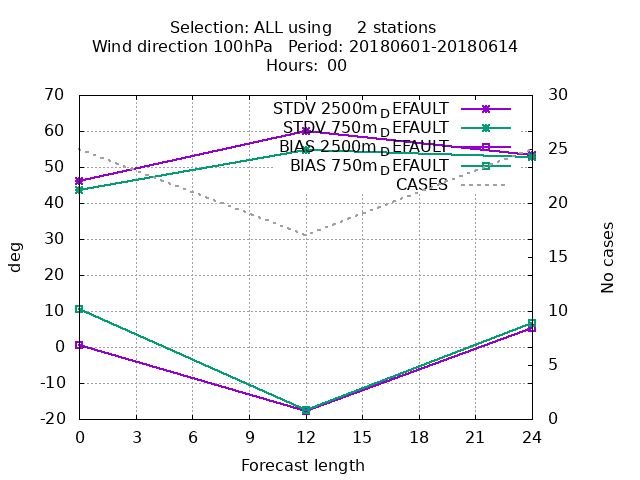 Selection: ALL using     2 stations
Wind direction 100hPa   Period: 20180601-20180614
Hours: 00
70
60
50
40
30
20
10
0
-10
-20
deg
STDV 2500m_DEFAULT
STDV 750m_DEFAULT
BIAS 2500m_DEFAULT
BIAS 750m_DEFAULT
CASES
30
25
20
15
10
5
0
No cases
0 3 6 9 12 15 18 21 24
Forecast length